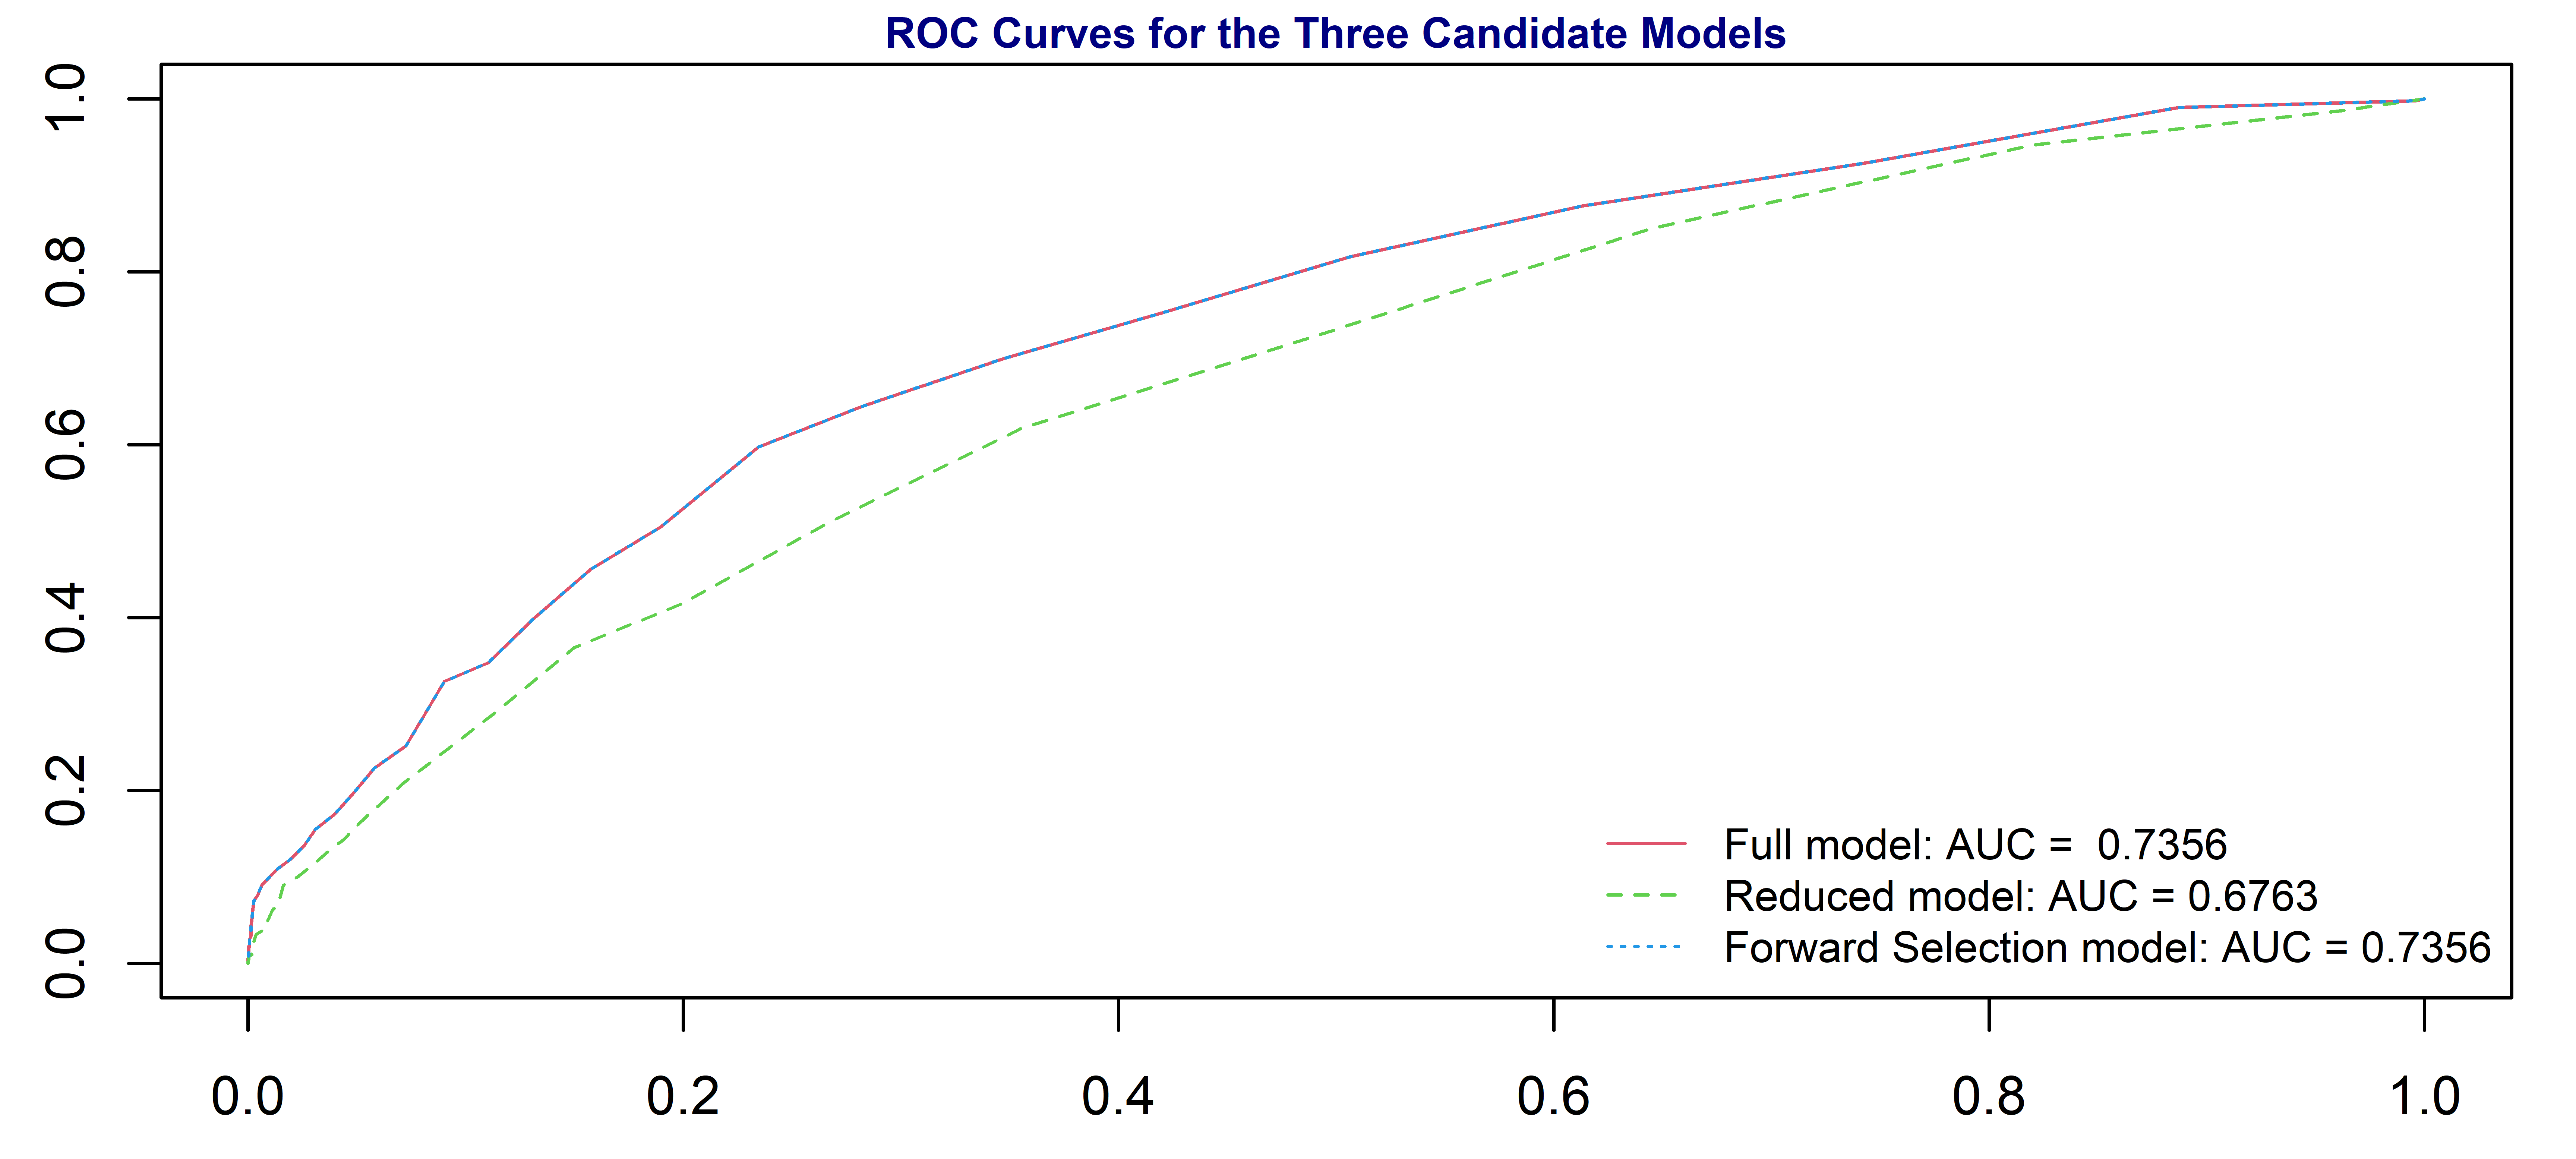 ROC Curves for the Three Candidate Models
1.0
0.8
0.6
0.4
0.2
0.0
Full model: AUC =  0.7356
Reduced model: AUC = 0.6763
Forward Selection model: AUC = 0.7356
0.0 0.2 0.4 0.6 0.8 1.0